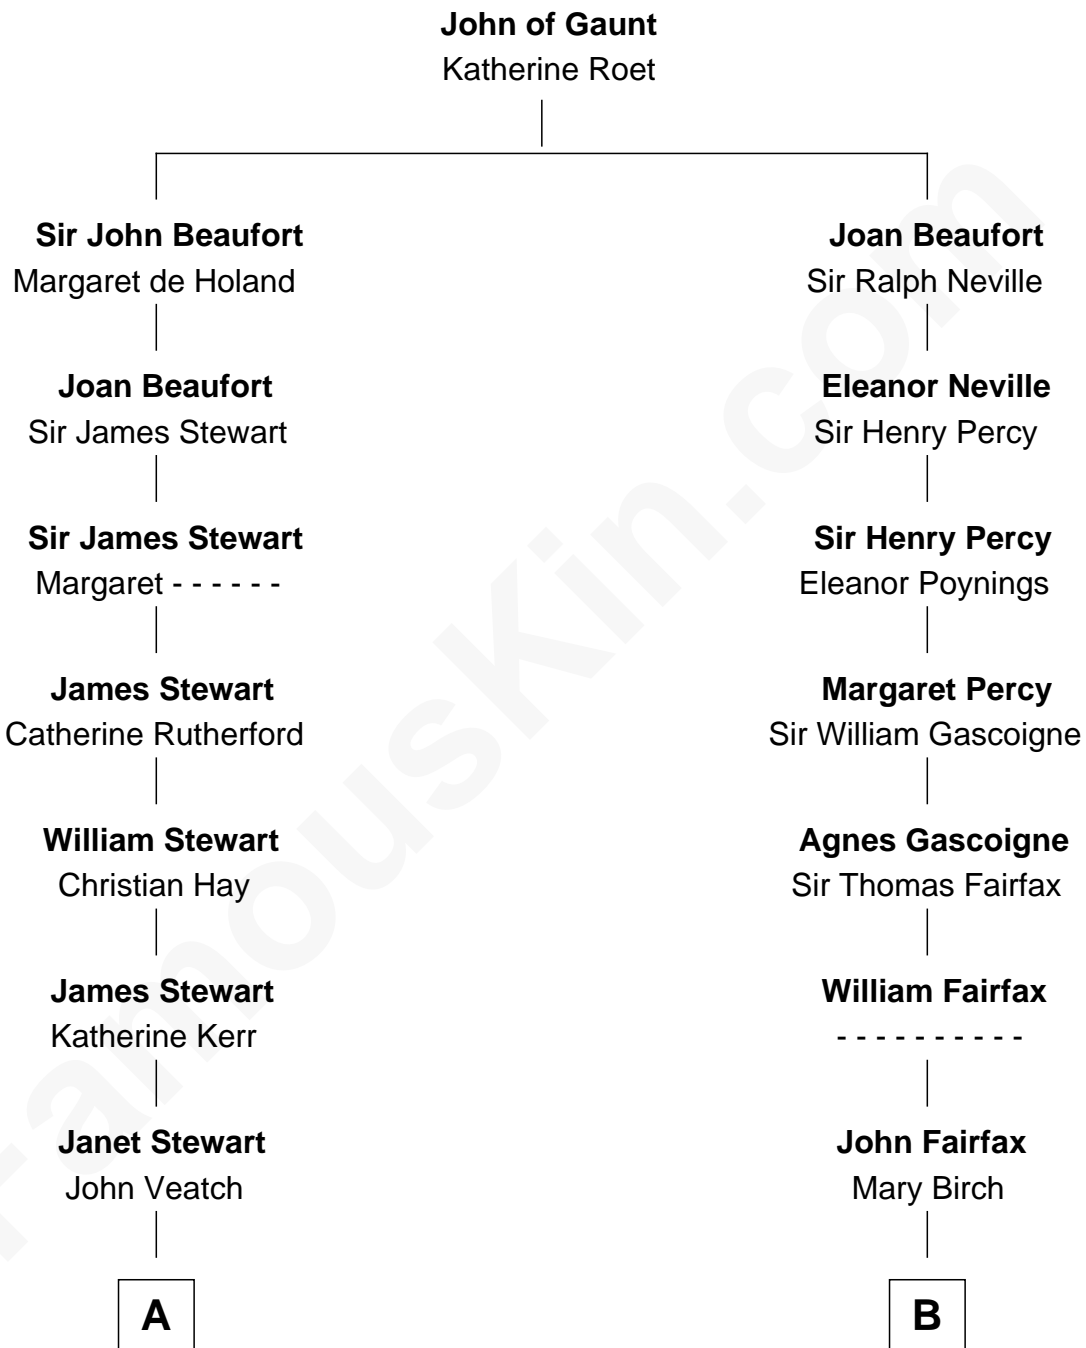 John of Gaunt
Katherine Roet
Sir John Beaufort
Margaret de Holand
Joan Beaufort
Sir Ralph Neville
Joan Beaufort
Sir James Stewart
Eleanor Neville
Sir Henry Percy
Sir James Stewart
Margaret - - - - - -
Sir Henry Percy
Eleanor Poynings
James Stewart
Catherine Rutherford
Margaret Percy
Sir William Gascoigne
William Stewart
Christian Hay
Agnes Gascoigne
Sir Thomas Fairfax
James Stewart
Katherine Kerr
William Fairfax
- - - - - - - - - -
Janet Stewart
John Veatch
John Fairfax
Mary Birch
A
B
FamousKin.com